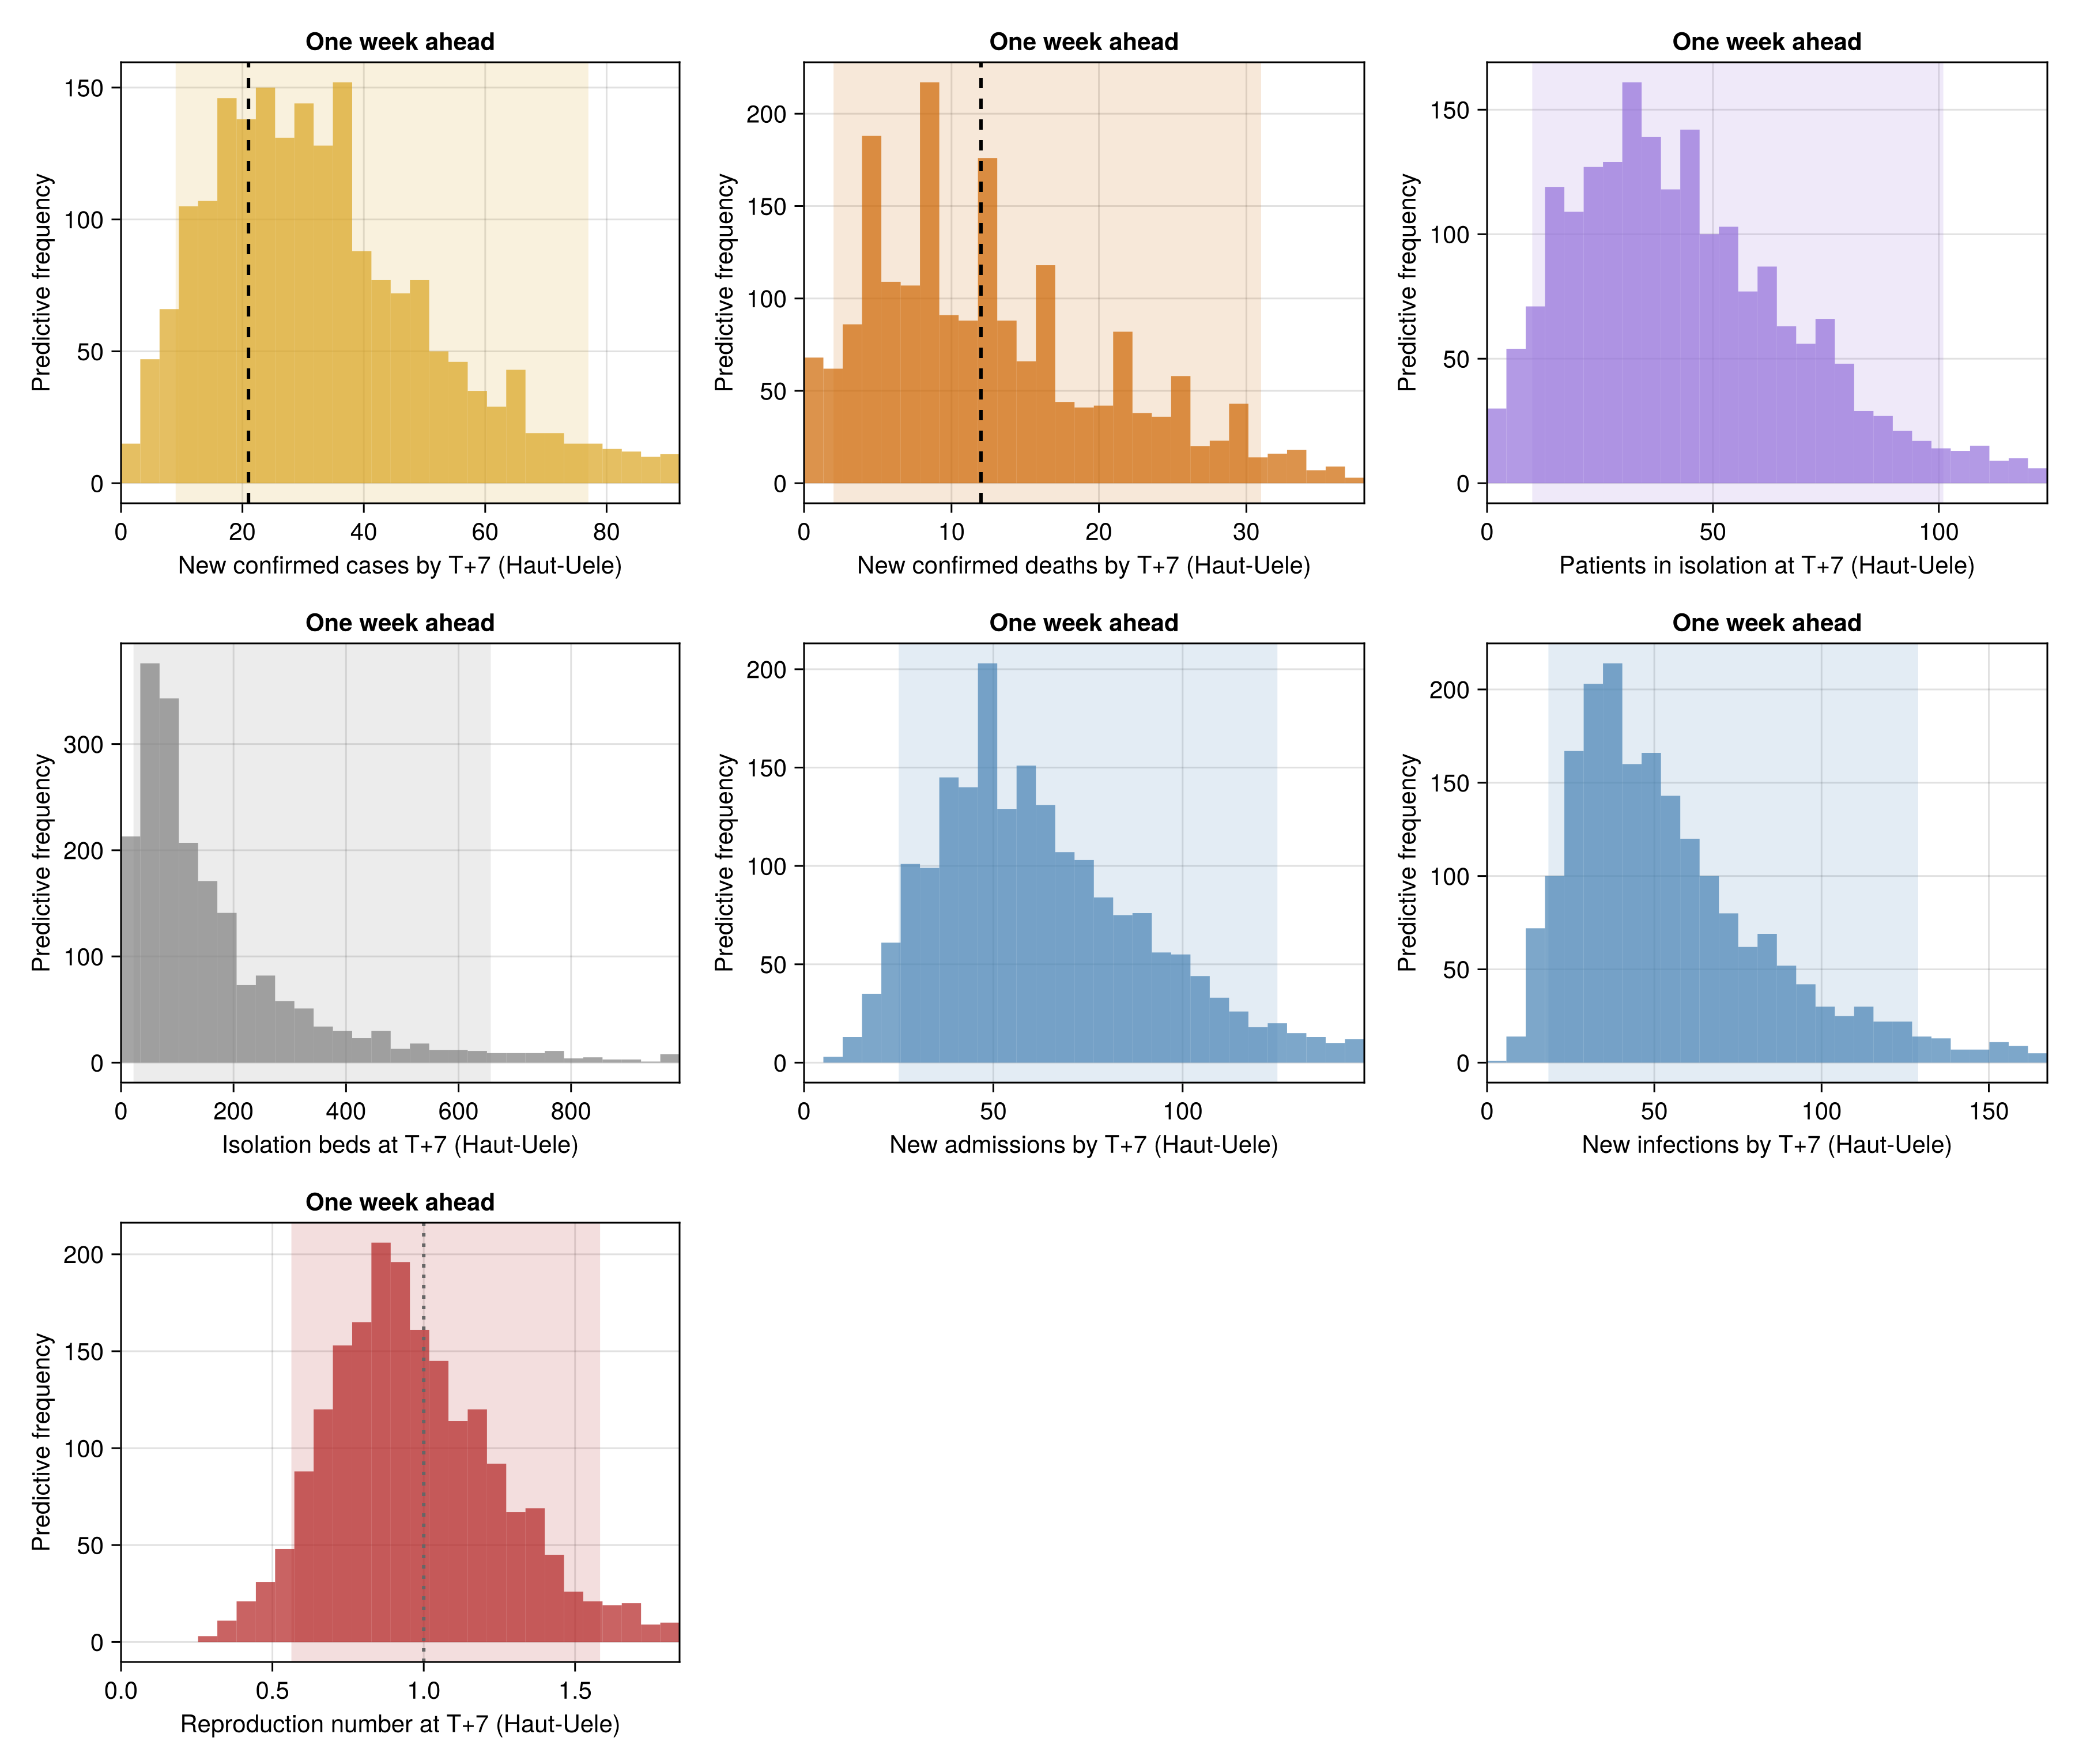 One week ahead
One week ahead
One week ahead
Predictive frequency
150
100
50
0
0
20
40
60
80
New confirmed cases by T+7 (Haut-Uele)
Predictive frequency
200
150
100
50
0
0
10
20
30
New confirmed deaths by T+7 (Haut-Uele)
Predictive frequency
150
100
50
0
0
50
100
Patients in isolation at T+7 (Haut-Uele)
One week ahead
One week ahead
One week ahead
Predictive frequency
300
200
100
0
0
200
400
600
800
Isolation beds at T+7 (Haut-Uele)
Predictive frequency
200
150
100
50
0
0
50
100
New admissions by T+7 (Haut-Uele)
Predictive frequency
200
150
100
50
0
0
50
100
150
New infections by T+7 (Haut-Uele)
One week ahead
Predictive frequency
200
150
100
50
0
0.0
0.5
1.0
1.5
Reproduction number at T+7 (Haut-Uele)